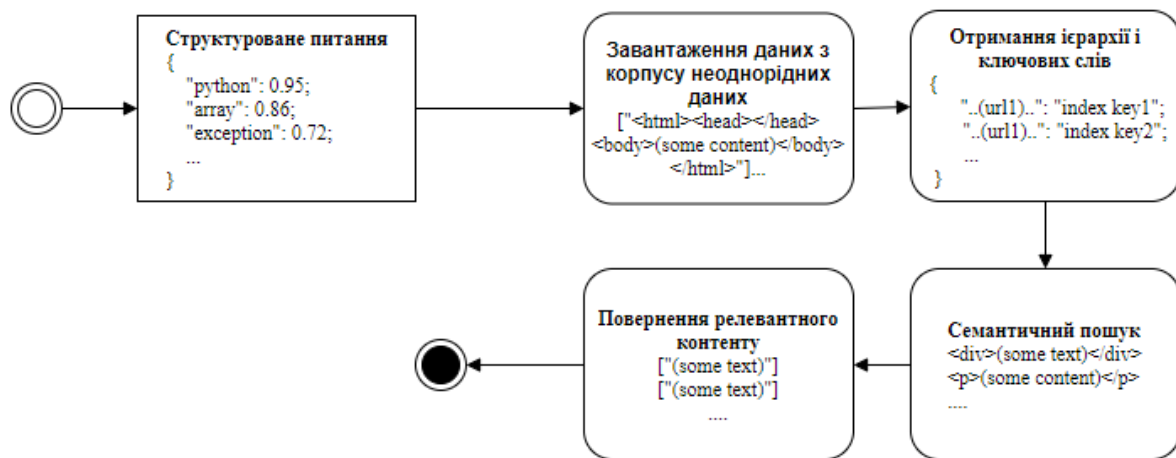 Структуроване питання
{
"python": 0.95;
"array": 0.86;
"exception": 0.72;
...
}
Завантаження даних з
корпусу неоднорідних
даних
["<html><head></head>
<body>(some content)</body>
</html>"]...
Отримання ієрархії і
ключових слів
{
"..(url1)..": "index key1";
"..(url1)..": "index key2";
...
}
Семантичний пошук
<div>(some text)</div>
<p>(some content)</p>
....
Повернення релевантного
контенту
["(some text)"]
["(some text)"]
....